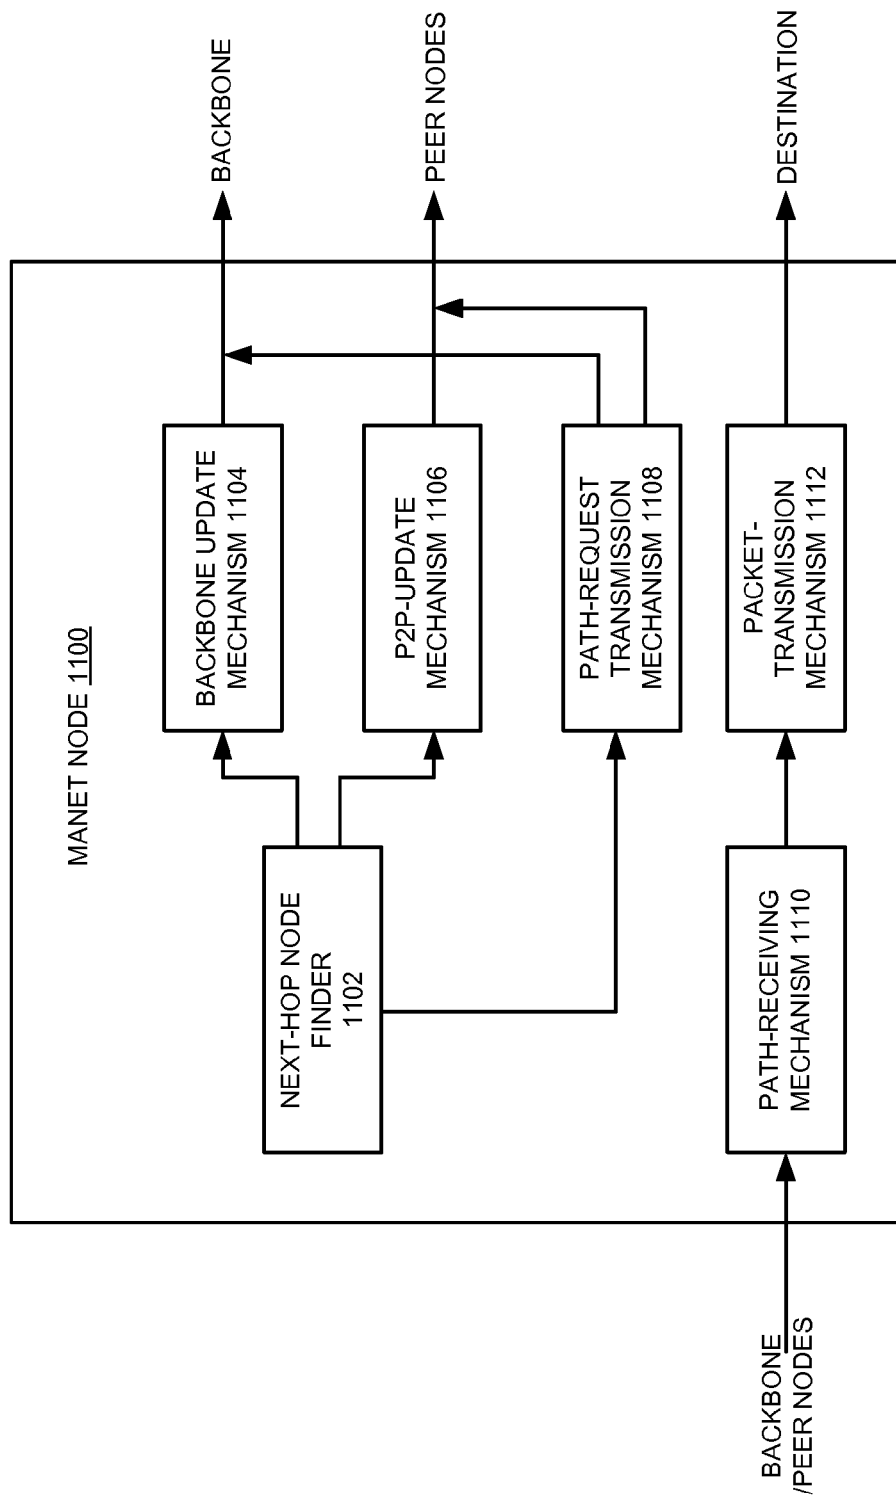 MANET NODE 1100
NEXT-HOP NODE
FINDER
1102
BACKBONE UPDATE
MECHANISM 1104
BACKBONE
P2P-UPDATE
MECHANISM 1106
PEER NODES
PATH-REQUEST
TRANSMISSION
MECHANISM 1108
BACKBONE
/PEER NODES
PATH-RECEIVING
MECHANISM 1110
PACKET-
TRANSMISSION
MECHANISM 1112
DESTINATION